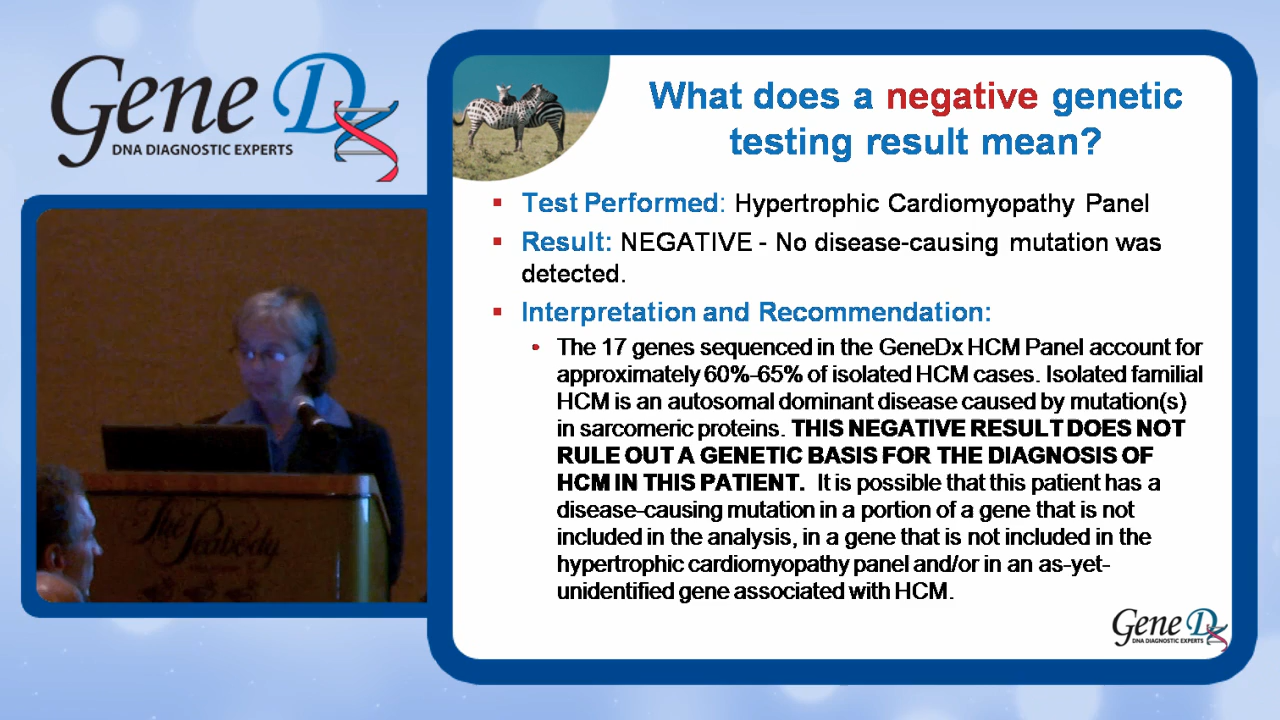 Gene Dx
DNA DIAGNOSTIC EXPERTS
What does a negative genetic
testing result mean?
▪ Test Performed: Hypertrophic Cardiomyopathy Panel
▪ Result: NEGATIVE - No disease-causing mutation was
detected.
▪ Interpretation and Recommendation:
• The 17 genes sequenced in the GeneDx HCM Panel account for
approximately 60%-65% of isolated HCM cases. Isolated familial
HCM is an autosomal dominant disease caused by mutation(s)
in sarcomeric proteins. THIS NEGATIVE RESULT DOES NOT
RULE OUT A GENETIC BASIS FOR THE DIAGNOSIS OF
HCM IN THIS PATIENT. It is possible that this patient has a
disease-causing mutation in a portion of a gene that is not
included in the analysis, in a gene that is not included in the
hypertrophic cardiomyopathy panel and/or in an as-yet-
unidentified gene associated with HCM.
The Peabody
Gene Dx
DNA DIAGNOSTIC EXPERTS